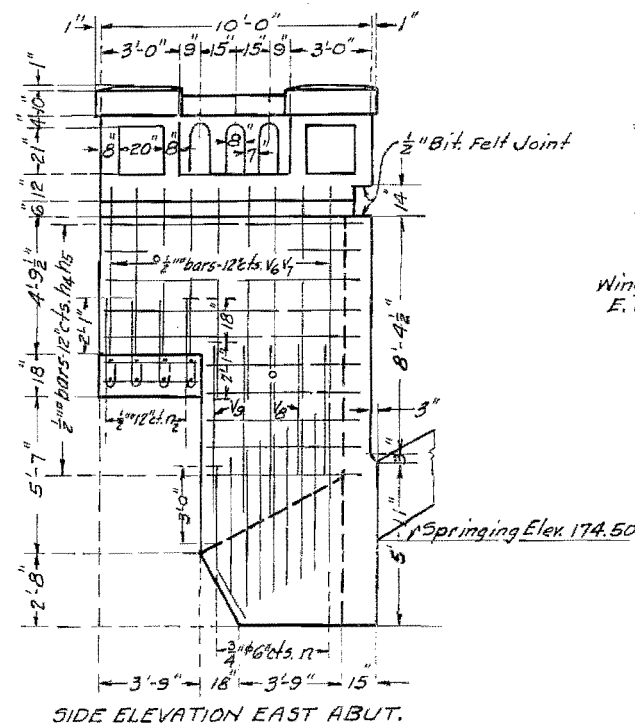 1" 10'-0" 1"
3'-0" 9" 15" 15" 9" 3'-0"
1"
10"
4"
8" 20" 8" 8"
7"
½" Bit. Felt Joint
21"
12"
14"
6"
½"ᵒ bars-12"cts. V6 V7
4'-9½"
½"ᵒ bars-12"cts. h4 h5
Wing
E.
8'-4½"
2'-1"
18"
18"
2'-1"
V9 V8
3"
½"ᵒ 12"ct. n2
5'-7"
3"
3'-0"
5'-1"
Springing Elev. 174.50
2'-8"
¾"ϕ 6"cts. n
3'-9" 18" 3'-9" 15"
SIDE ELEVATION EAST ABUT.